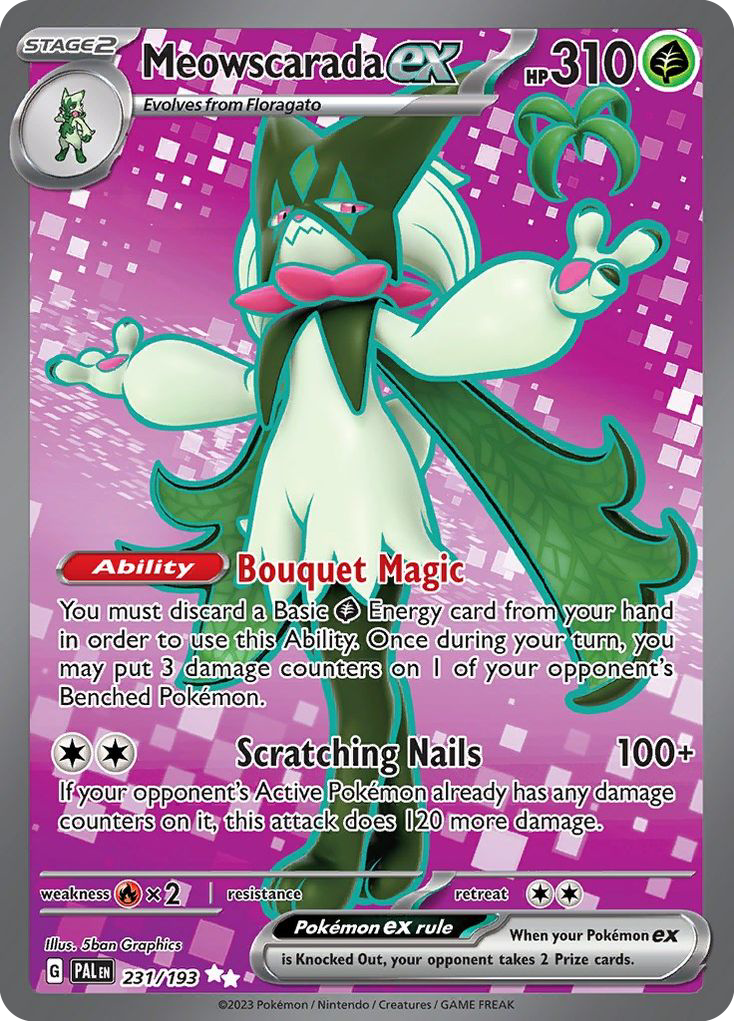 STAGE2
Meowscarada ex
HP310
Evolves from Floragato
Ability Bouquet Magic
You must discard a Basic Energy card from your hand
in order to use this Ability. Once during your turn, you
may put 3 damage counters on 1 of your opponent's
Benched Pokémon.
Scratching Nails 100+
If your opponent's Active Pokémon already has any damage
counters on it, this attack does 120 more damage.
weakness ×2 resistance retreat
Illus. 5ban Graphics
Pokémon ex rule When your Pokémon ex
is Knocked Out, your opponent takes 2 Prize cards.
G PAL EN 231/193
©2023 Pokémon / Nintendo / Creatures / GAME FREAK